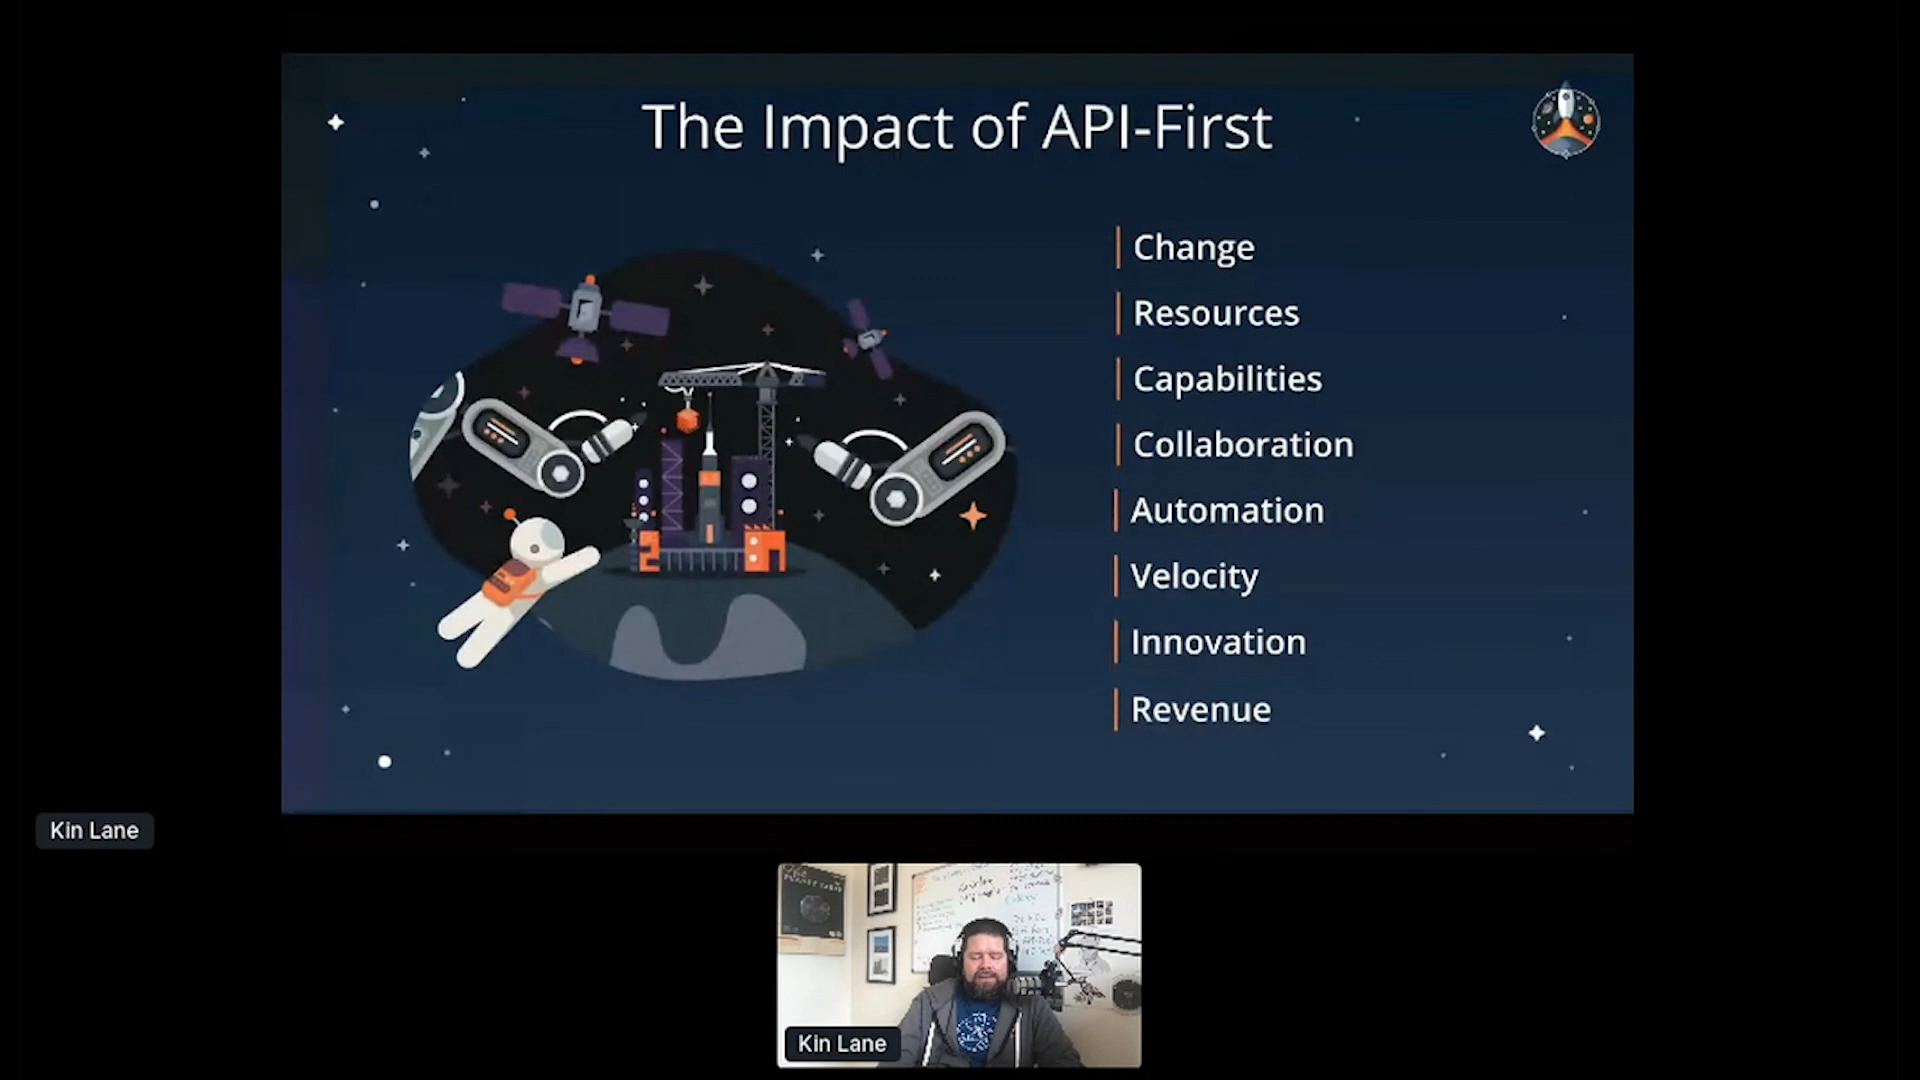 The Impact of API-First
Change
Resources
Capabilities
Collaboration
Automation
Velocity
Innovation
Revenue
Kin Lane
Kin Lane